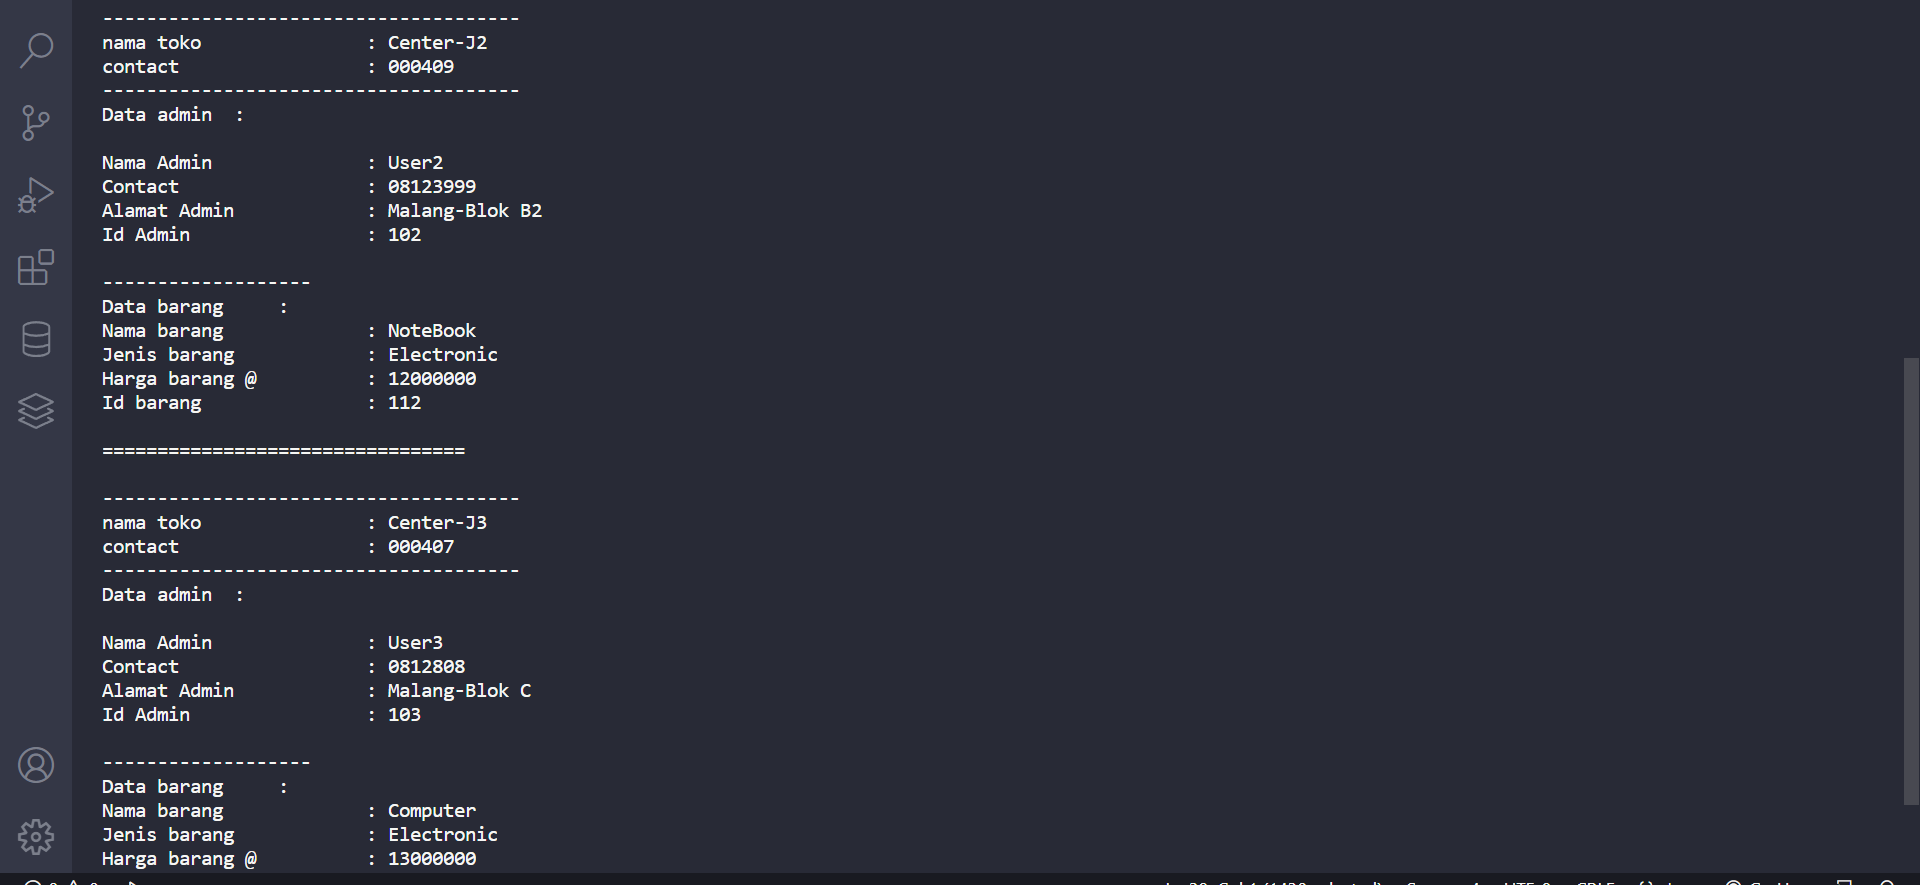 --------------------------------------
nama toko : Center-J2
contact : 000409
--------------------------------------
Data admin :
Nama Admin : User2
Contact : 08123999
Alamat Admin : Malang-Blok B2
Id Admin : 102
-------------------
Data barang :
Nama barang : NoteBook
Jenis barang : Electronic
Harga barang @ : 12000000
Id barang : 112
=================================
--------------------------------------
nama toko : Center-J3
contact : 000407
--------------------------------------
Data admin :
Nama Admin : User3
Contact : 0812808
Alamat Admin : Malang-Blok C
Id Admin : 103
-------------------
Data barang :
Nama barang : Computer
Jenis barang : Electronic
Harga barang @ : 13000000